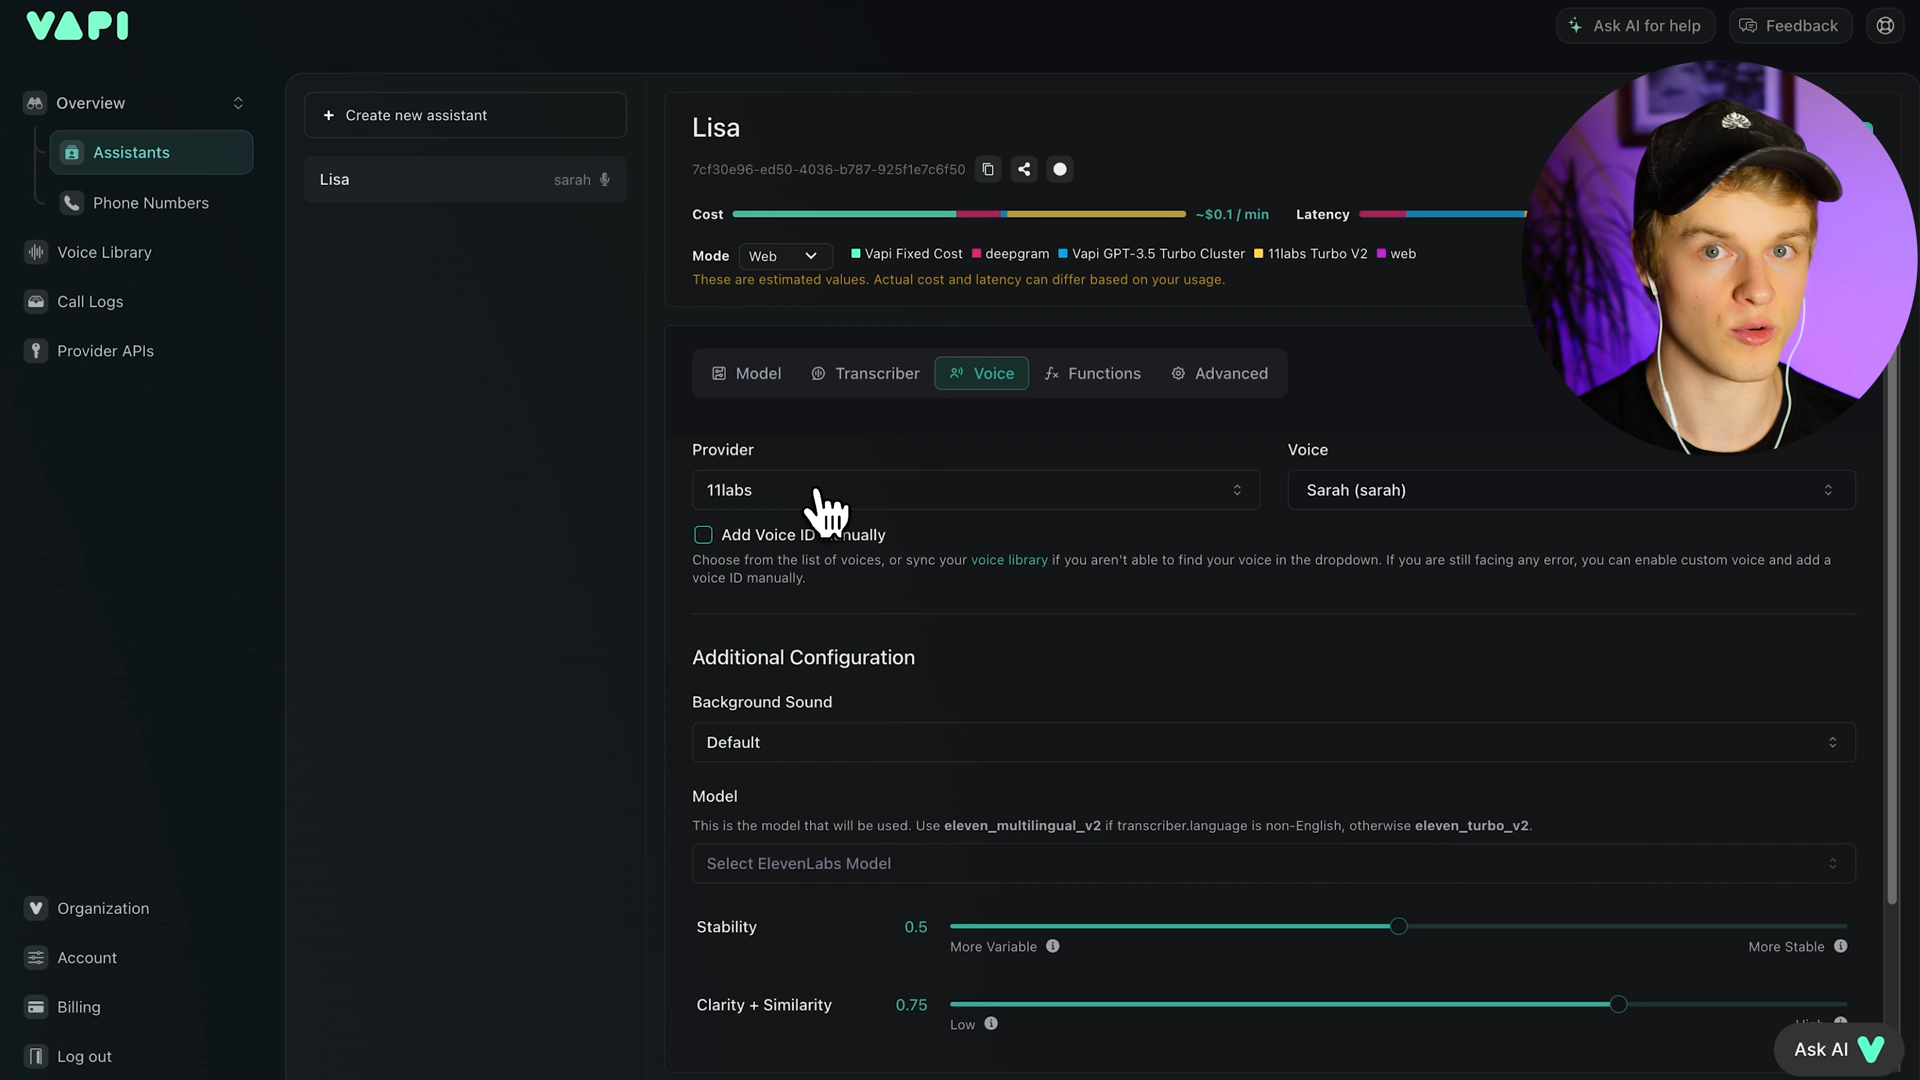 VAPI
Ask AI for help
Feedback
Overview
Assistants
Phone Numbers
Voice Library
Call Logs
Provider APIs
Organization
Account
Billing
Log out
+ Create new assistant
Lisa sarah
Lisa
7cf30e96-ed50-4036-b787-925f1e7c6f50
Cost ~$0.1 / min Latency
Mode Web Vapi Fixed Cost deepgram Vapi GPT-3.5 Turbo Cluster 11labs Turbo V2 web
These are estimated values. Actual cost and latency can differ based on your usage.
Model Transcriber Voice Functions Advanced
Provider Voice
11labs Sarah (sarah)
Add Voice ID nually
Choose from the list of voices, or sync your voice library if you aren't able to find your voice in the dropdown. If you are still facing any error, you can enable custom voice and add a
voice ID manually.
Additional Configuration
Background Sound
Default
Model
This is the model that will be used. Use eleven_multilingual_v2 if transcriber.language is non-English, otherwise eleven_turbo_v2.
Select ElevenLabs Model
Stability 0.5
More Variable More Stable
Clarity + Similarity 0.75
Low
Ask AI